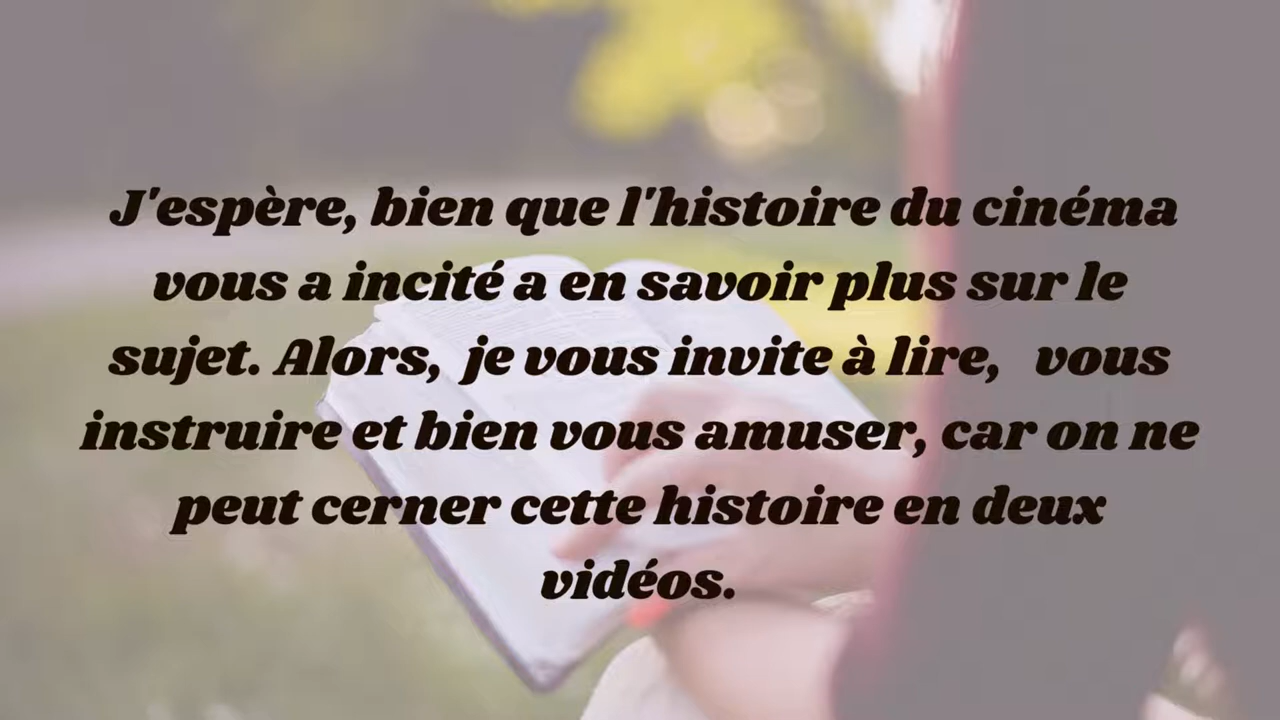 J'espère, bien que l'histoire du cinéma
vous a incité a en savoir plus sur le
sujet. Alors, je vous invite à lire, vous
instruire et bien vous amuser, car on ne
peut cerner cette histoire en deux
vidéos.